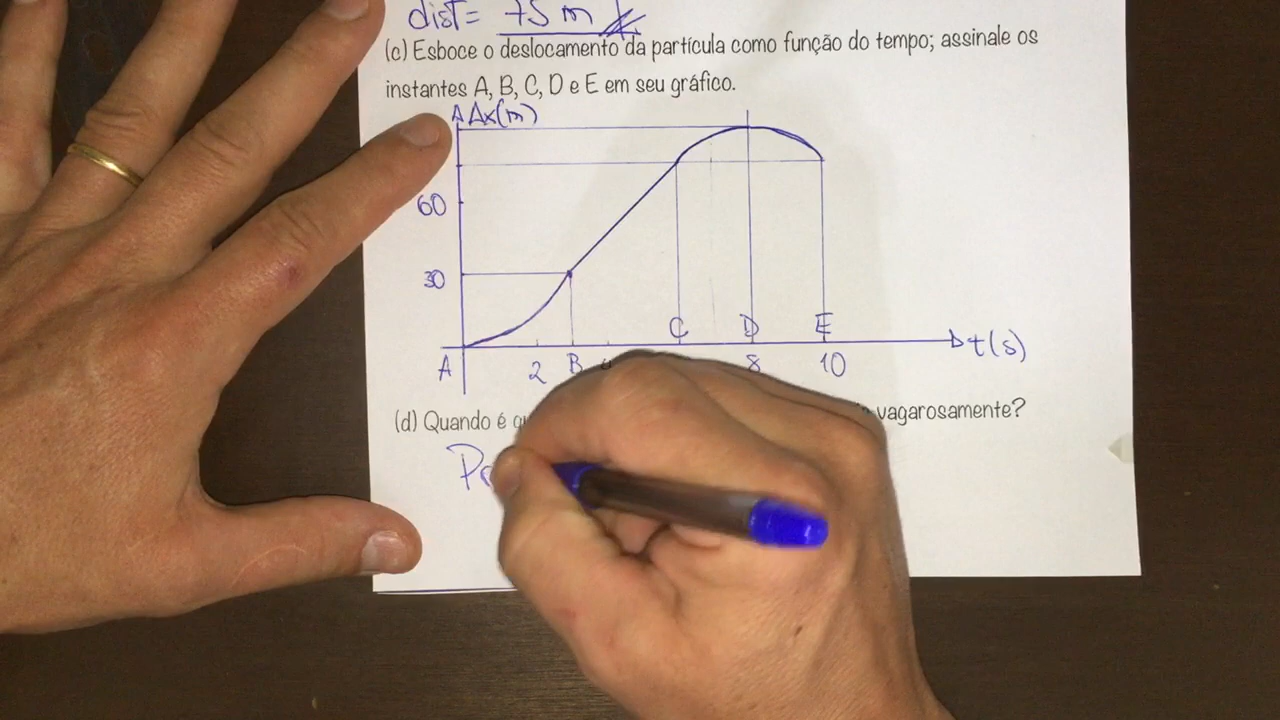 dist = 75 m
(c) Esboce o deslocamento da partícula como função do tempo; assinale os
instantes A, B, C, D e E em seu gráfico.
Δx(m)
60
30
C D E
t(s)
A 2 B 8 10
(d) Quando é vagarosamente?